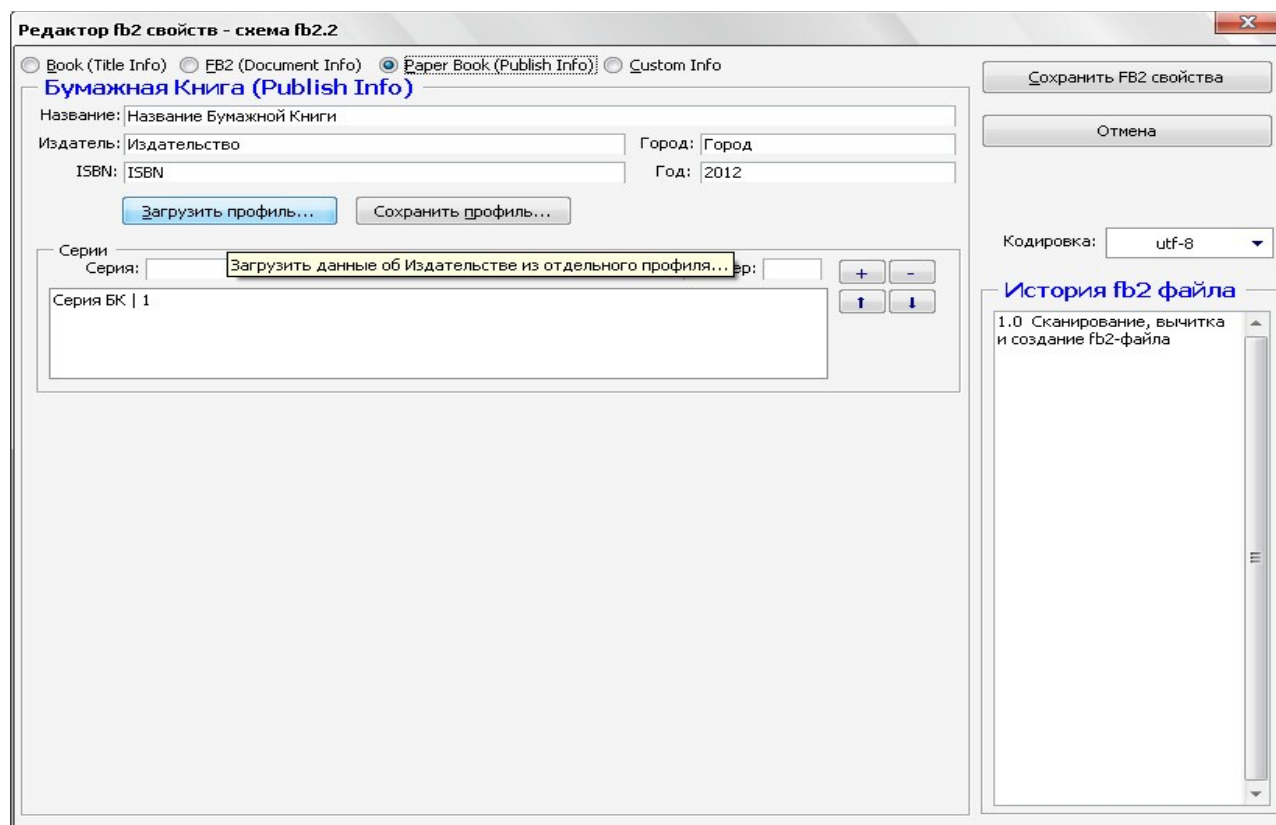 Редактор fb2 свойств - схема fb2.2
Book (Title Info) FB2 (Document Info) Paper Book (Publish Info) Custom Info
Бумажная Книга (Publish Info)
Название: Название Бумажной Книги
Издатель: Издательство Город: Город
ISBN: ISBN Год: 2012
Загрузить профиль... Сохранить профиль...
Серии
Серия: Загрузить данные об Издательстве из отдельного профиля... ер: + -
Серия БК | 1
Сохранить FB2 свойства
Отмена
Кодировка: utf-8
История fb2 файла
1.0 Сканирование, вычитка
и создание fb2-файла